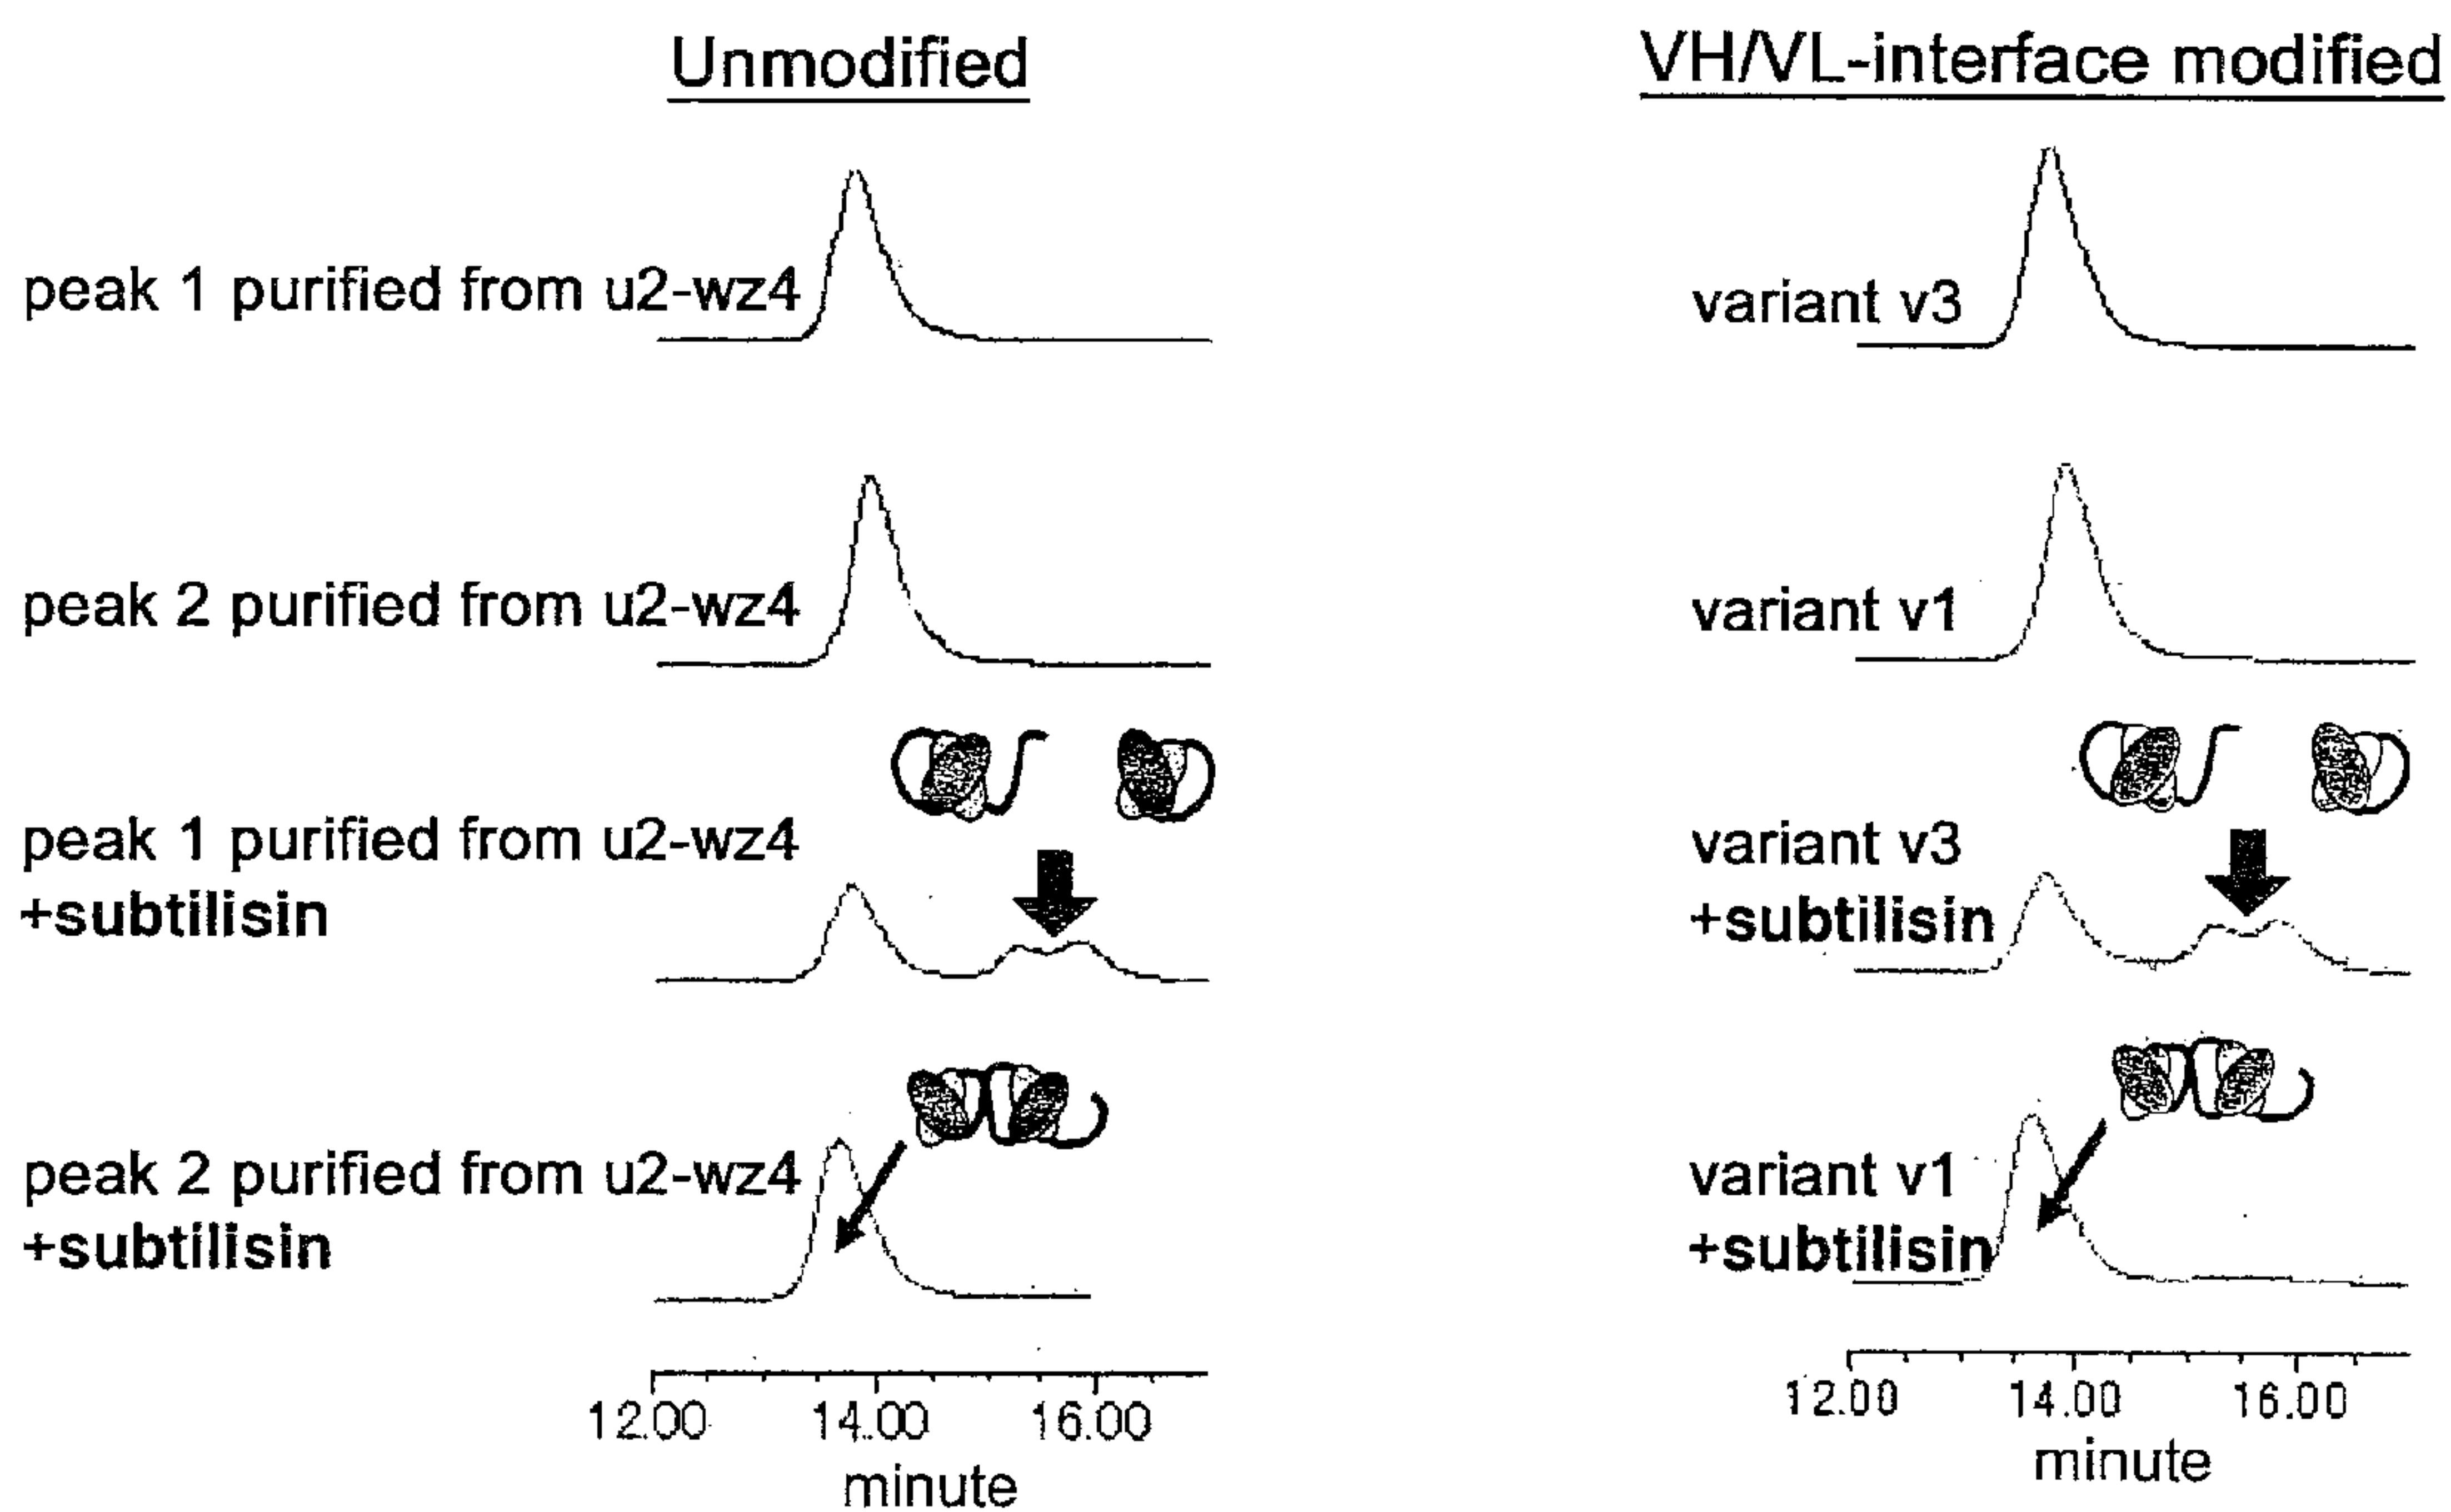 Unmodified
VH/VL-interface modified
peak 1 purified from u2-wz4
variant v3
peak 2 purified from u2-wz4
variant v1
peak 1 purified from u2-wz4
+subtilisin
variant v3
+subtilisin
peak 2 purified from u2-wz4
+subtilisin
variant v1
+subtilisin
12.00 14.00 16.00
minute
12.00 14.00 16.00
minute